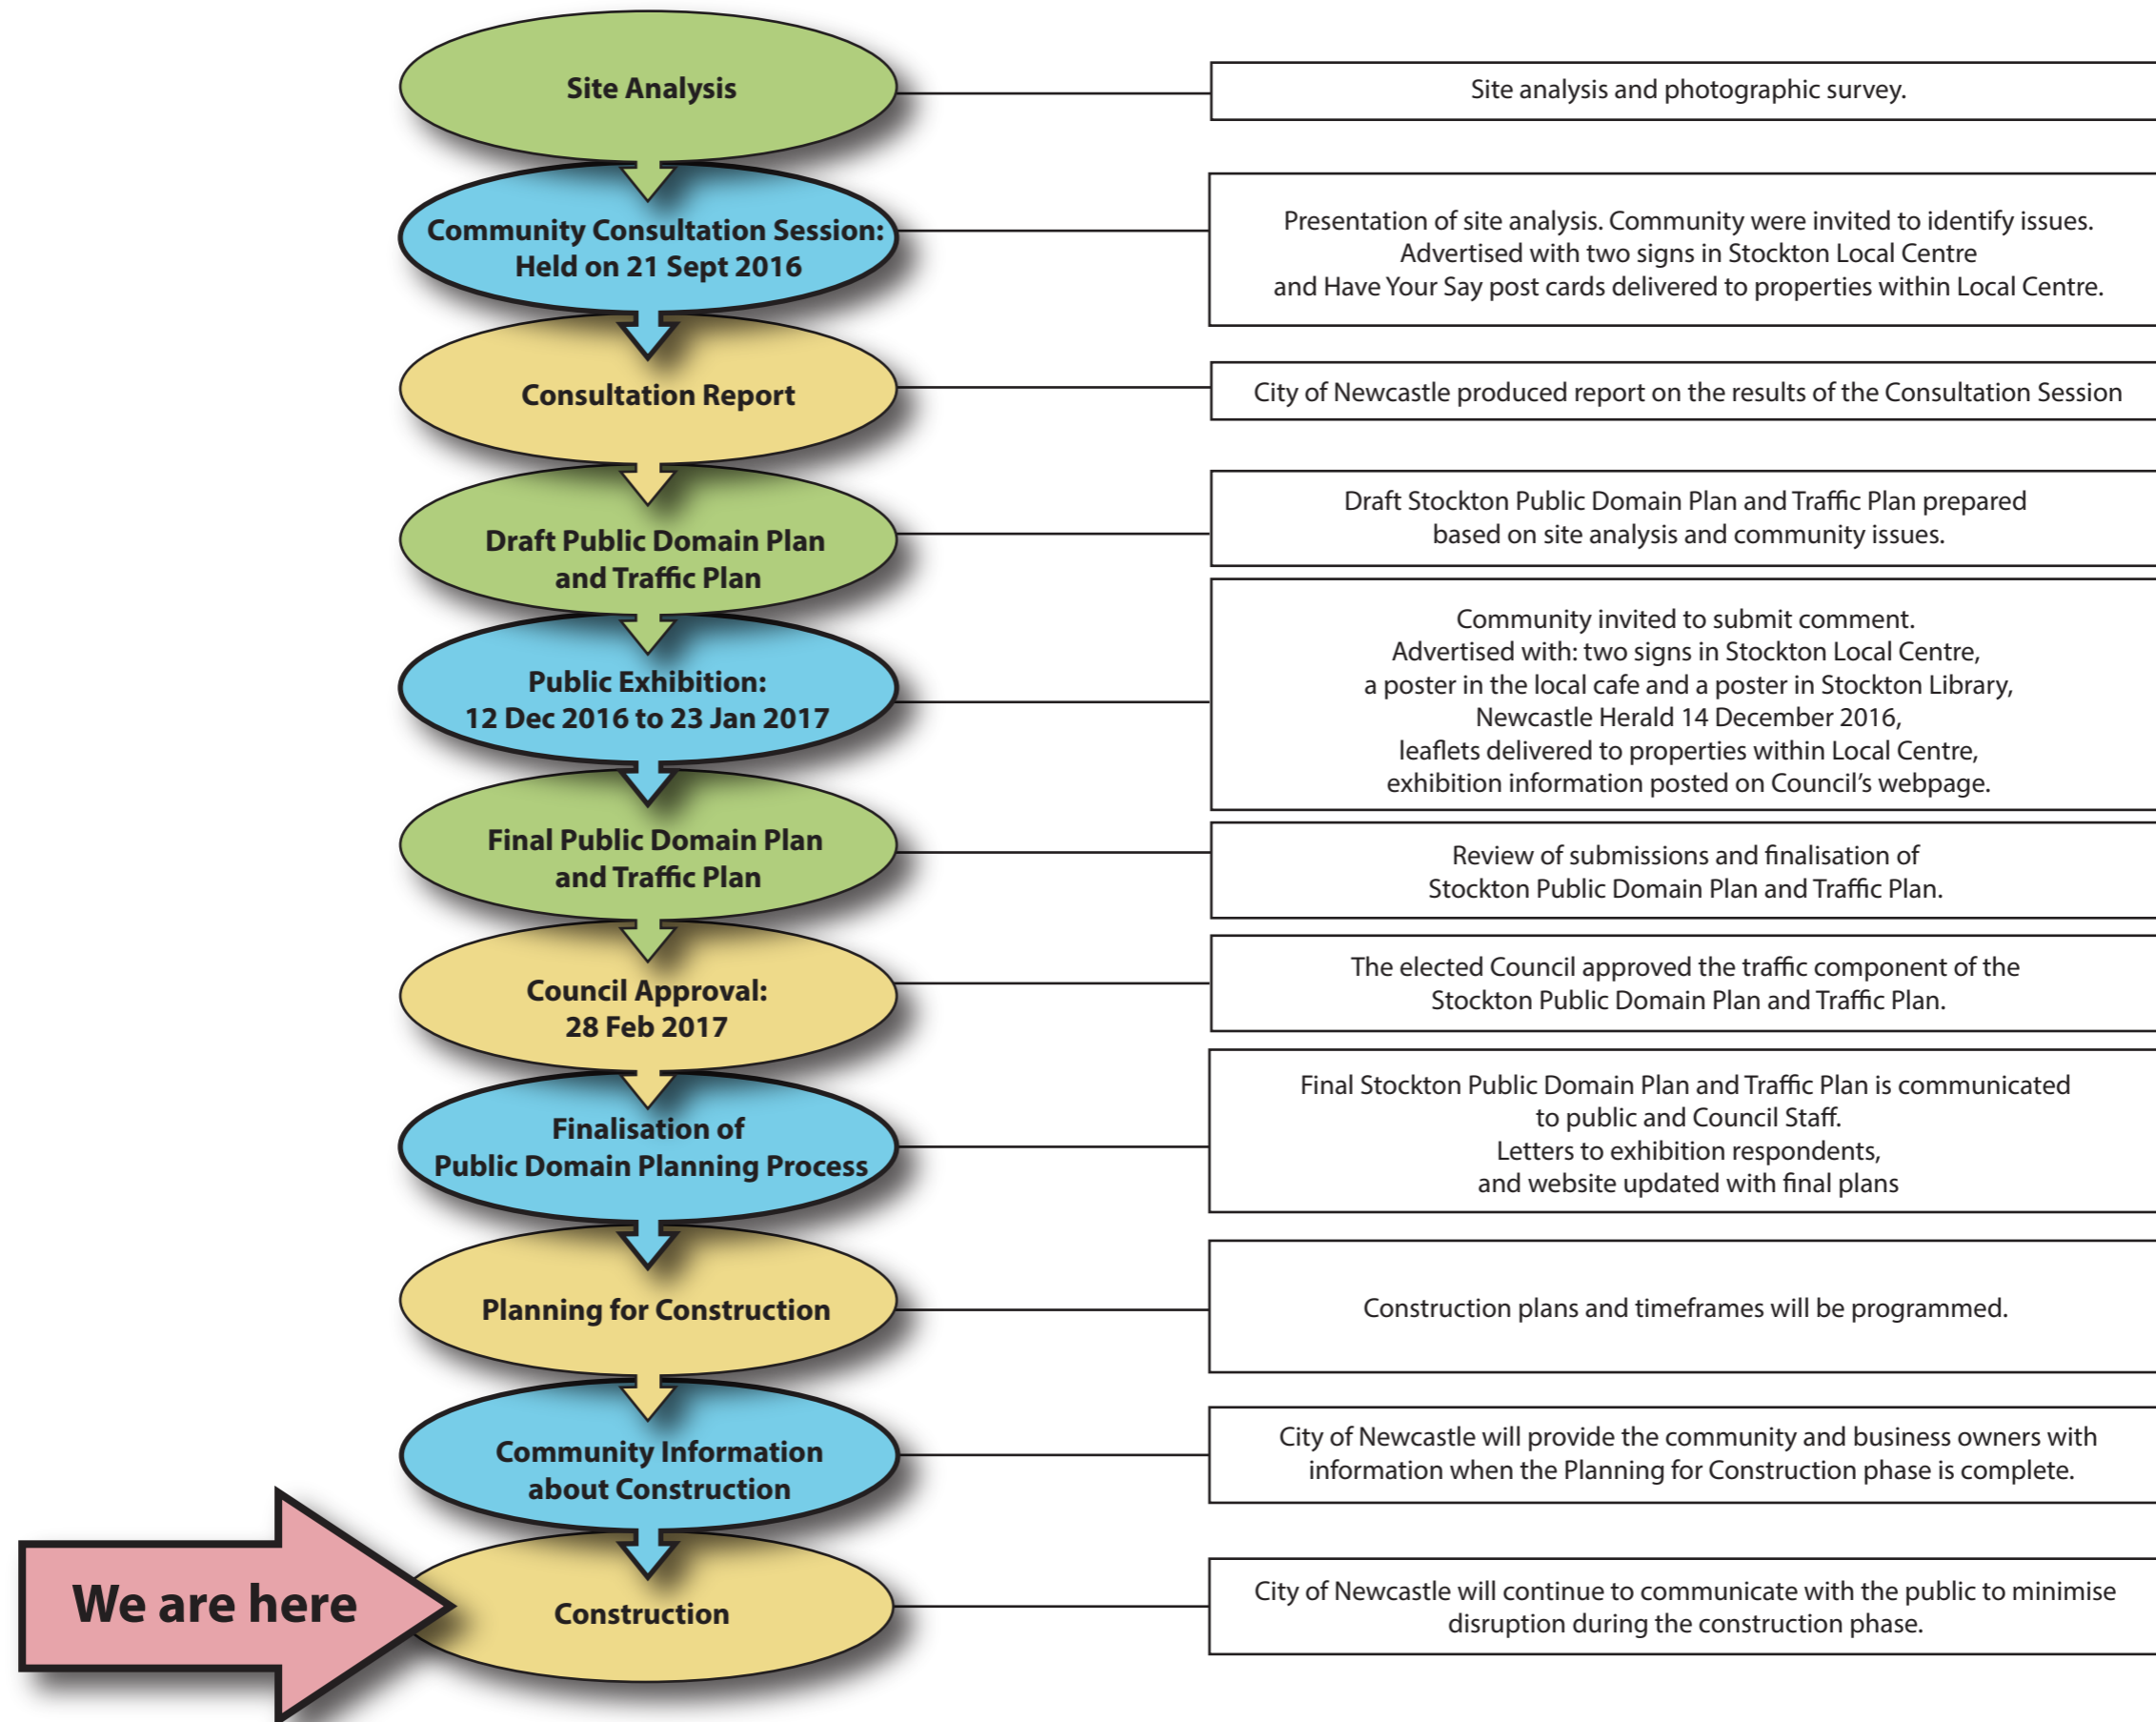 Site Analysis
Site analysis and photographic survey.
Community Consultation Session:
Held on 21 Sept 2016
Presentation of site analysis. Community were invited to identify issues.
Advertised with two signs in Stockton Local Centre
and Have Your Say post cards delivered to properties within Local Centre.
Consultation Report
City of Newcastle produced report on the results of the Consultation Session
Draft Public Domain Plan
and Traffic Plan
Draft Stockton Public Domain Plan and Traffic Plan prepared
based on site analysis and community issues.
Public Exhibition:
12 Dec 2016 to 23 Jan 2017
Community invited to submit comment.
Advertised with: two signs in Stockton Local Centre,
a poster in the local cafe and a poster in Stockton Library,
Newcastle Herald 14 December 2016,
leaflets delivered to properties within Local Centre,
exhibition information posted on Council's webpage.
Final Public Domain Plan
and Traffic Plan
Review of submissions and finalisation of
Stockton Public Domain Plan and Traffic Plan.
Council Approval:
28 Feb 2017
The elected Council approved the traffic component of the
Stockton Public Domain Plan and Traffic Plan.
Finalisation of
Public Domain Planning Process
Final Stockton Public Domain Plan and Traffic Plan is communicated
to public and Council Staff.
Letters to exhibition respondents,
and website updated with final plans
Planning for Construction
Construction plans and timeframes will be programmed.
Community Information
about Construction
City of Newcastle will provide the community and business owners with
information when the Planning for Construction phase is complete.
We are here
Construction
City of Newcastle will continue to communicate with the public to minimise
disruption during the construction phase.